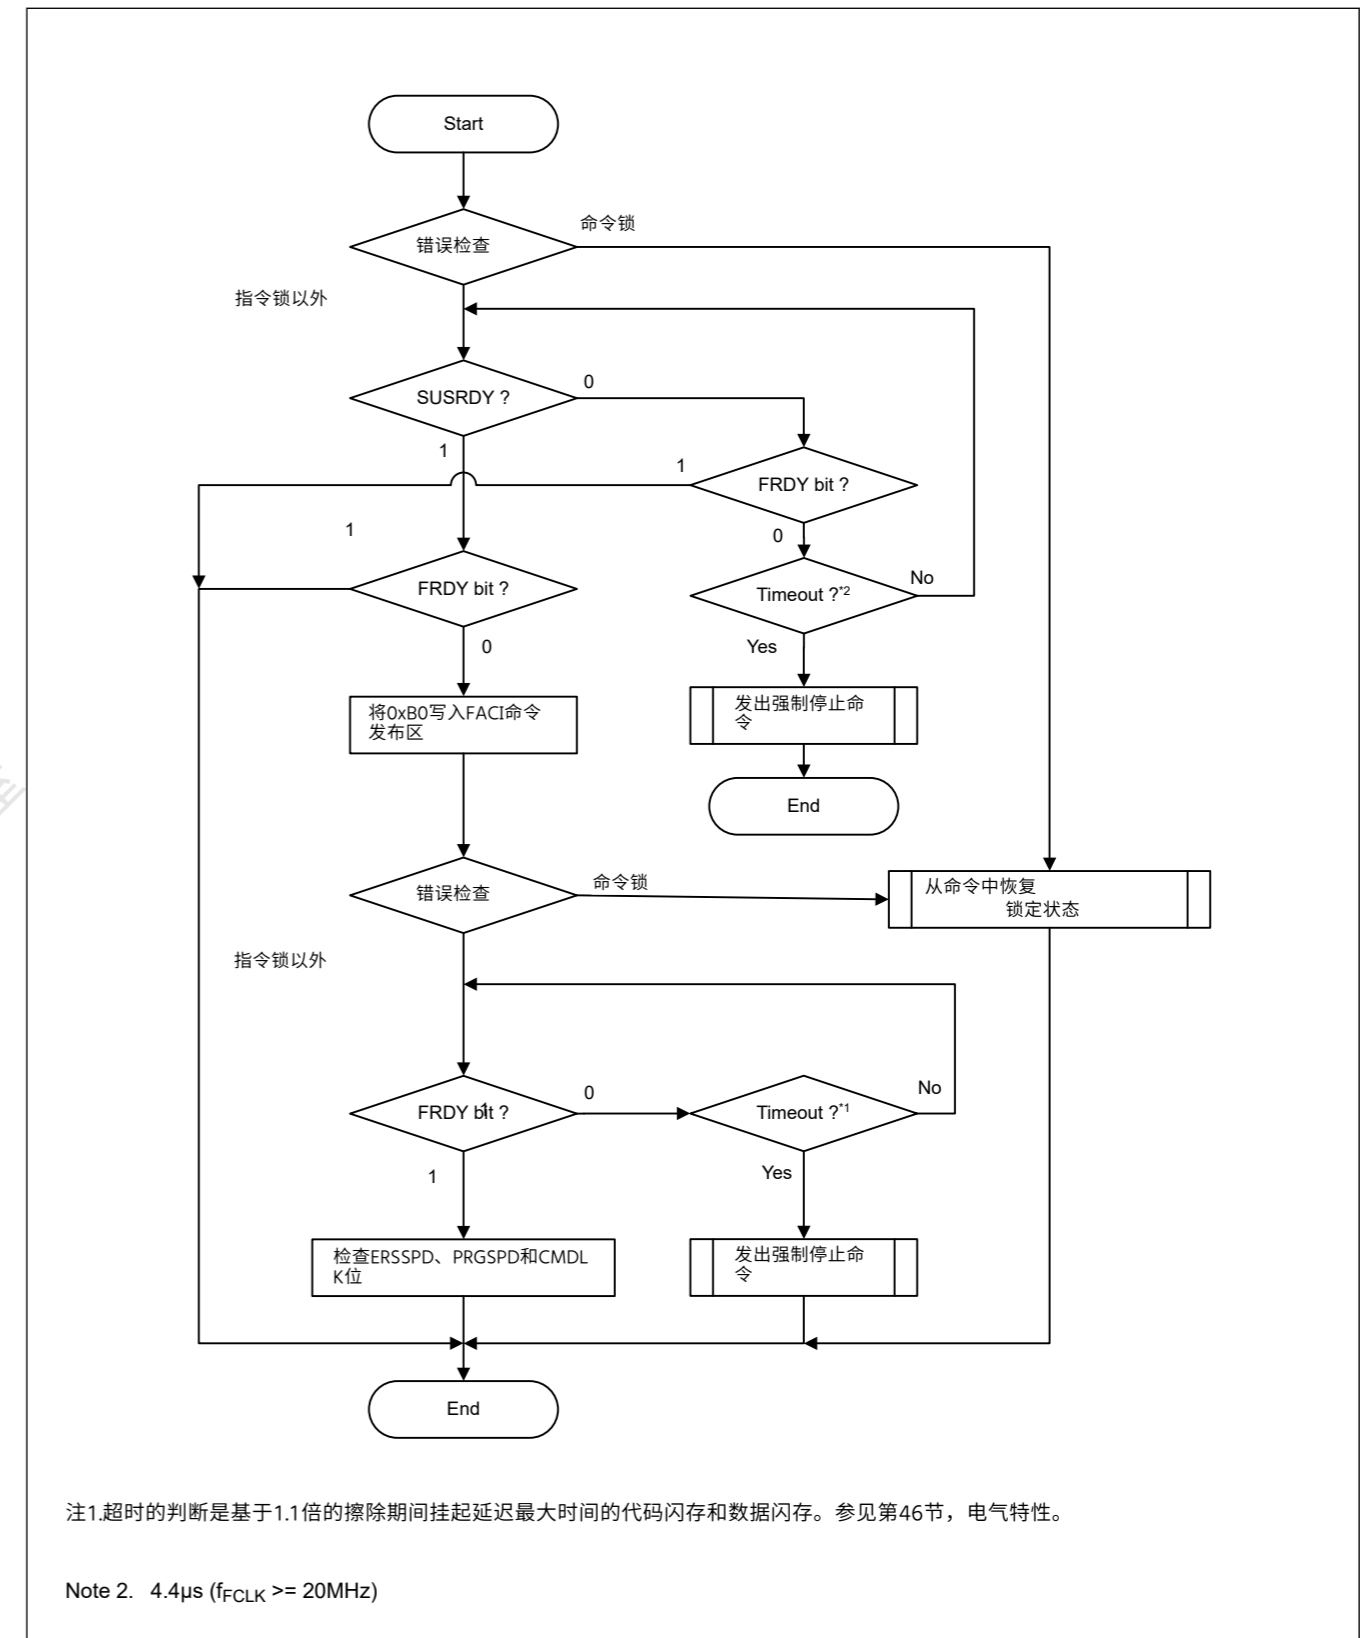 Start
错误检查
命令锁
指令锁以外
SUSRDY ?
0
1
FRDY bit ?
1
0
1
FRDY bit ?
0
Timeout ?*2
No
Yes
将0xB0写入FACI命令
发布区
发出强制停止命
令
End
错误检查
命令锁
从命令中恢复
锁定状态
指令锁以外
FRDY bit ?
1
0
Timeout ?*1
No
1
Yes
检查ERSSPD、PRGSPD和CMDL
K位
发出强制停止命
令
End
注1.超时的判断是基于1.1倍的擦除期间挂起延迟最大时间的代码闪存和数据闪存。参见第46节，电气特性。
Note 2. 4.4µs (fFCLK >= 20MHz)